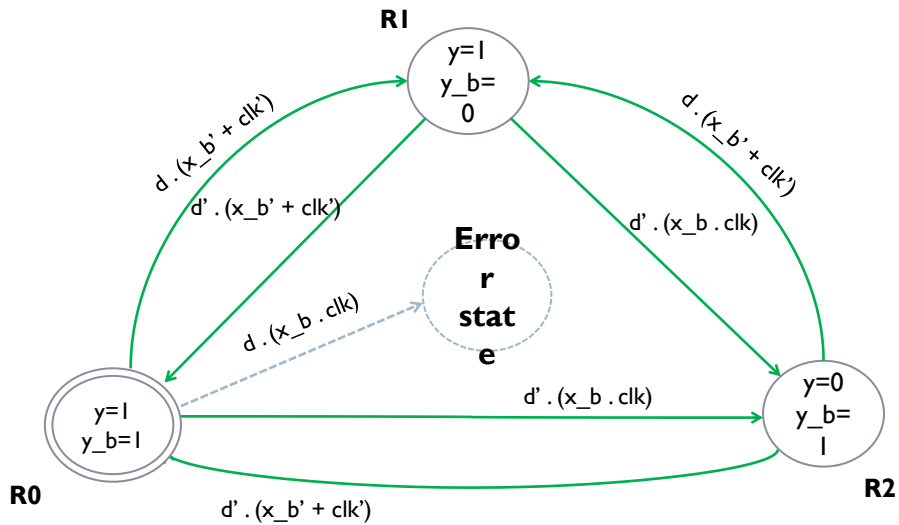 R1
y=1
y_b=
0
d . (x_b' + clk')
d . (x_b' + clk')
d' . (x_b' + clk')
d' . (x_b . clk)
Erro
r
stat
e
d . (x_b . clk)
y=1
y_b=1
d' . (x_b . clk)
y=0
y_b=
1
R0
R2
d' . (x_b' + clk')